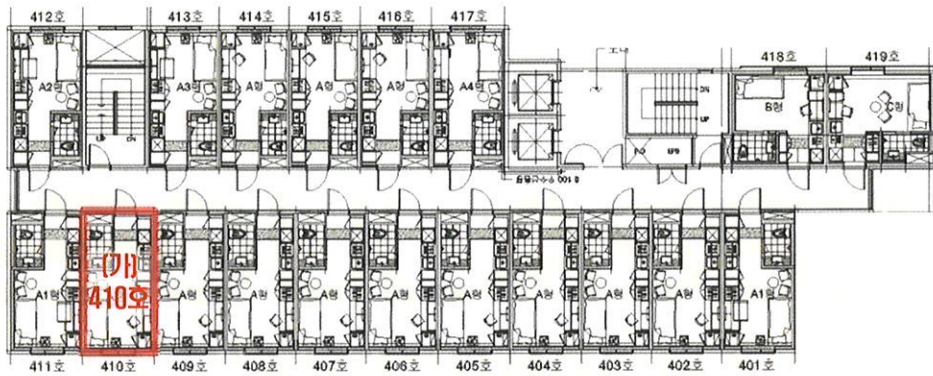 412호 413호 414호 415호 416호 417호
418호 419호
A2형 A3형 A형 A형 A형 A4형
B형 C형
UP DN
DN
UP
P.D EPS
(가)
410호
A1형 A형 A형 A형 A형 A형 A형 A형 A형 A1형
411호 410호 409호 408호 407호 406호 405호 404호 403호 402호 401호